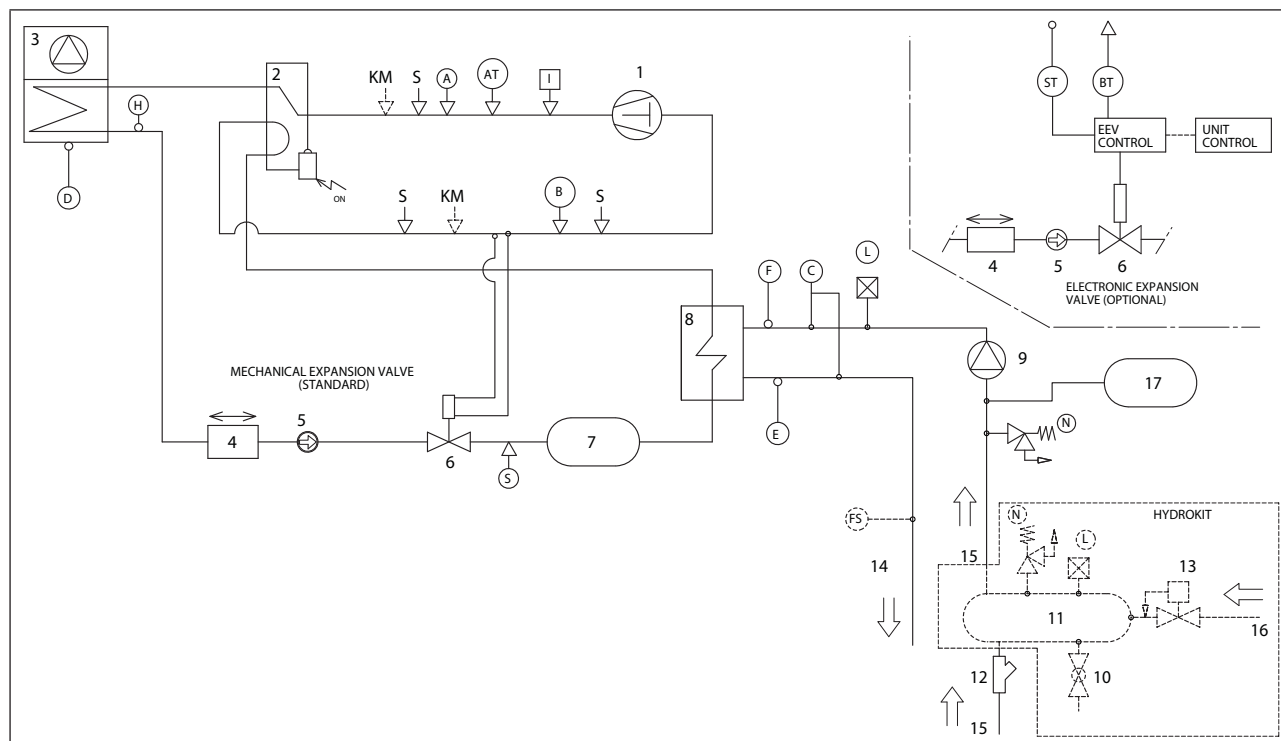 3
2
KM
S
A
AT
I
1
H
D
ON
S
KM
B
S
ST
BT
EEV
CONTROL
UNIT
CONTROL
4
5
6
ELECTRONIC EXPANSION
VALVE (OPTIONAL)
F
C
L
8
9
17
N
E
MECHANICAL EXPANSION VALVE
(STANDARD)
5
4
6
7
S
FS
14
HYDROKIT
N
L
15
13
11
16
12
10
15